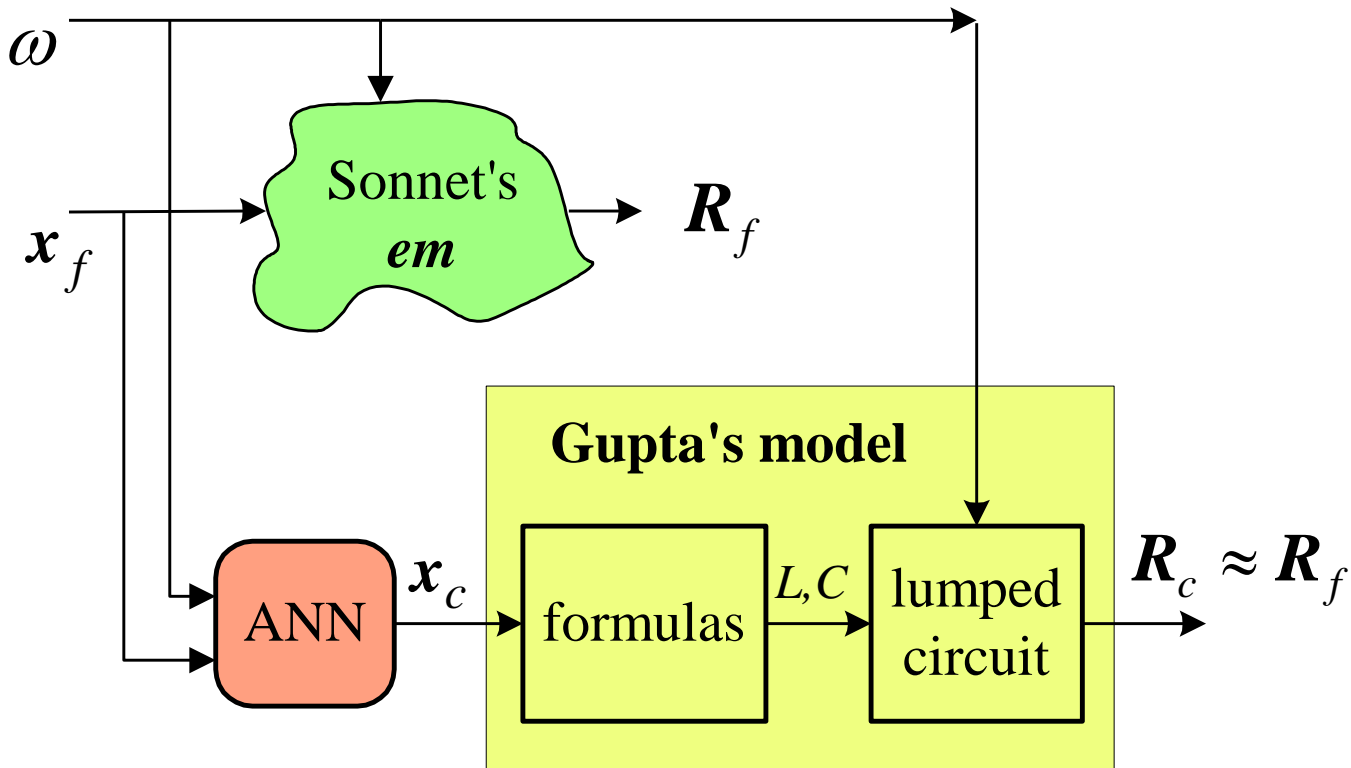 ω
Sonnet's
em
x_f
R_f
Gupta's model
ANN
x_c
formulas
L,C
lumped
circuit
R_c ≈ R_f